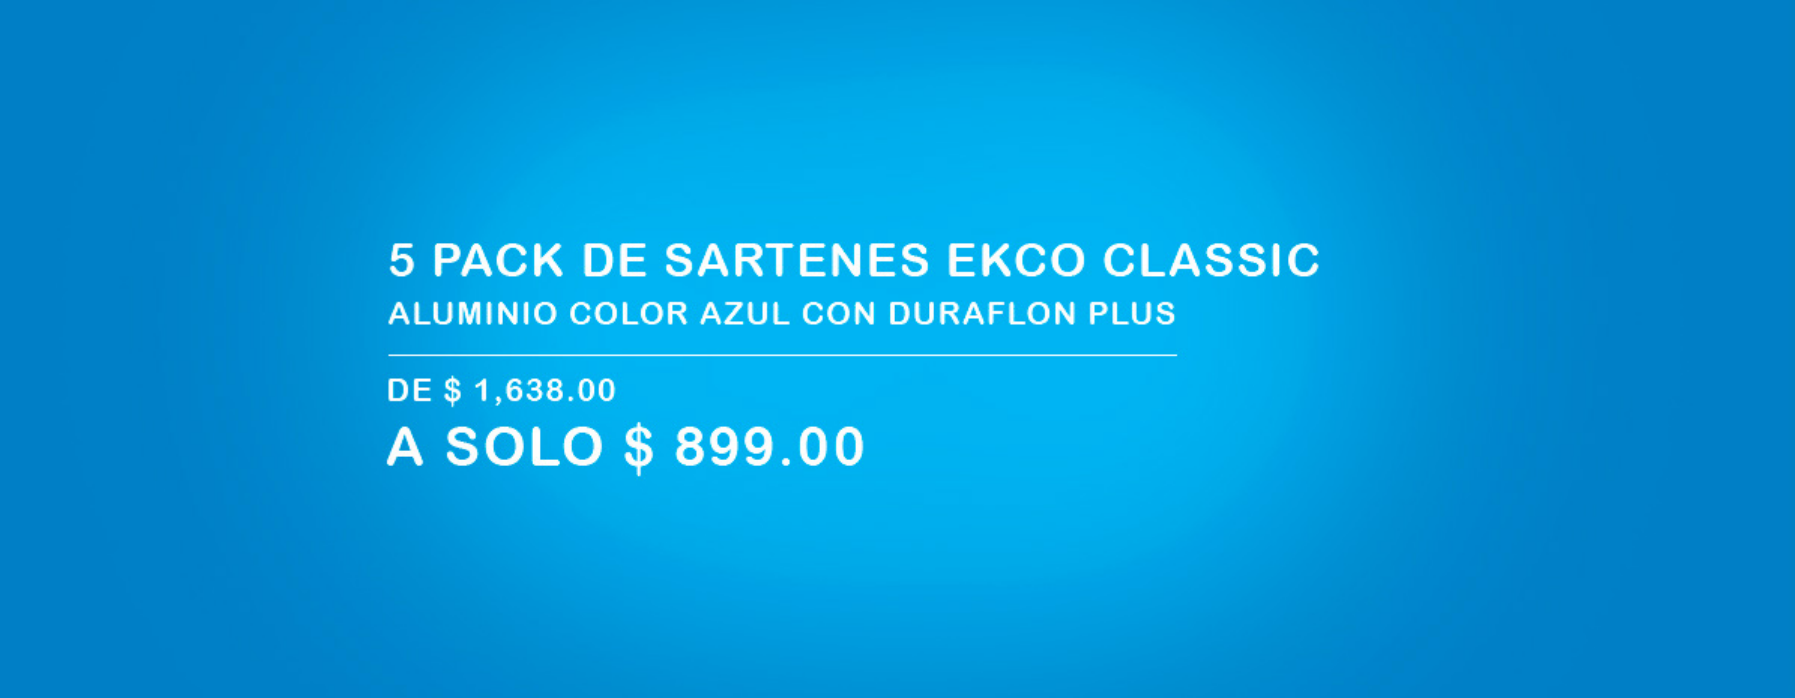 5 PACK DE SARTENES EKCO CLASSIC
ALUMINIO COLOR AZUL CON DURAFLON PLUS
DE $ 1,638.00
A SOLO $ 899.00